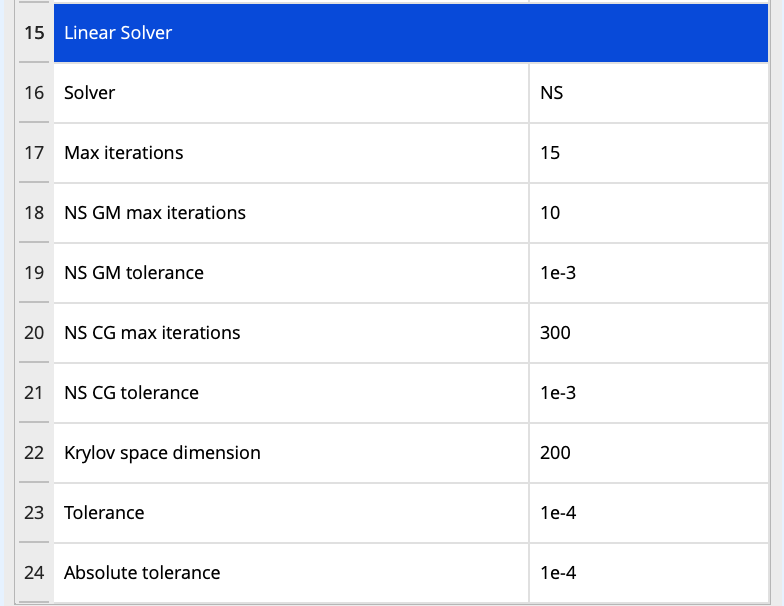 15 Linear Solver
16 Solver NS
17 Max iterations 15
18 NS GM max iterations 10
19 NS GM tolerance 1e-3
20 NS CG max iterations 300
21 NS CG tolerance 1e-3
22 Krylov space dimension 200
23 Tolerance 1e-4
24 Absolute tolerance 1e-4